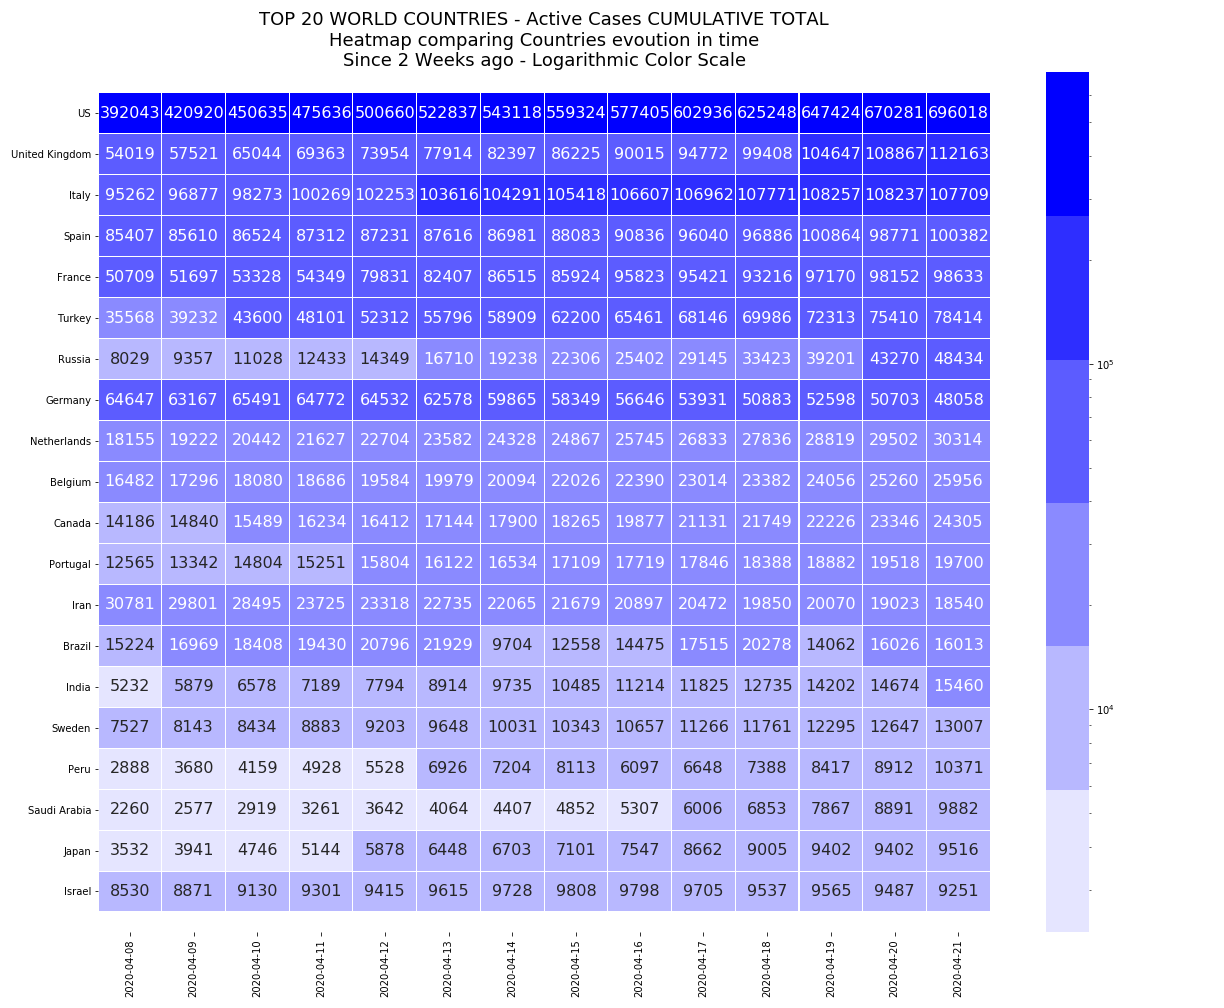 TOP 20 WORLD COUNTRIES - Active Cases CUMULATIVE TOTAL
Heatmap comparing Countries evoution in time
Since 2 Weeks ago - Logarithmic Color Scale
US 392043 420920 450635 475636 500660 522837 543118 559324 577405 602936 625248 647424 670281 696018
United Kingdom 54019 57521 65044 69363 73954 77914 82397 86225 90015 94772 99408 104647 108867 112163
Italy 95262 96877 98273 100269 102253 103616 104291 105418 106607 106962 107771 108257 108237 107709
Spain 85407 85610 86524 87312 87231 87616 86981 88083 90836 96040 96886 100864 98771 100382
France 50709 51697 53328 54349 79831 82407 86515 85924 95823 95421 93216 97170 98152 98633
Turkey 35568 39232 43600 48101 52312 55796 58909 62200 65461 68146 69986 72313 75410 78414
Russia 8029 9357 11028 12433 14349 16710 19238 22306 25402 29145 33423 39201 43270 48434
Germany 64647 63167 65491 64772 64532 62578 59865 58349 56646 53931 50883 52598 50703 48058
Netherlands 18155 19222 20442 21627 22704 23582 24328 24867 25745 26833 27836 28819 29502 30314
Belgium 16482 17296 18080 18686 19584 19979 20094 22026 22390 23014 23382 24056 25260 25956
Canada 14186 14840 15489 16234 16412 17144 17900 18265 19877 21131 21749 22226 23346 24305
Portugal 12565 13342 14804 15251 15804 16122 16534 17109 17719 17846 18388 18882 19518 19700
Iran 30781 29801 28495 23725 23318 22735 22065 21679 20897 20472 19850 20070 19023 18540
Brazil 15224 16969 18408 19430 20796 21929 9704 12558 14475 17515 20278 14062 16026 16013
India 5232 5879 6578 7189 7794 8914 9735 10485 11214 11825 12735 14202 14674 15460
Sweden 7527 8143 8434 8883 9203 9648 10031 10343 10657 11266 11761 12295 12647 13007
Peru 2888 3680 4159 4928 5528 6926 7204 8113 6097 6648 7388 8417 8912 10371
Saudi Arabia 2260 2577 2919 3261 3642 4064 4407 4852 5307 6006 6853 7867 8891 9882
Japan 3532 3941 4746 5144 5878 6448 6703 7101 7547 8662 9005 9402 9402 9516
Israel 8530 8871 9130 9301 9415 9615 9728 9808 9798 9705 9537 9565 9487 9251
2020-04-08 2020-04-09 2020-04-10 2020-04-11 2020-04-12 2020-04-13 2020-04-14 2020-04-15 2020-04-16 2020-04-17 2020-04-18 2020-04-19 2020-04-20 2020-04-21
10⁵
10⁴